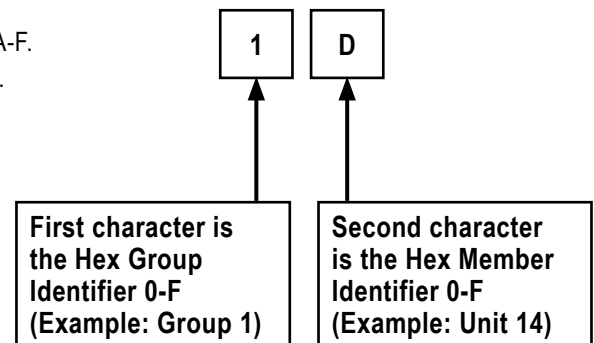 A-F.
.
1 D
First character is
the Hex Group
Identifier 0-F
(Example: Group 1)
Second character
is the Hex Member
Identifier 0-F
(Example: Unit 14)